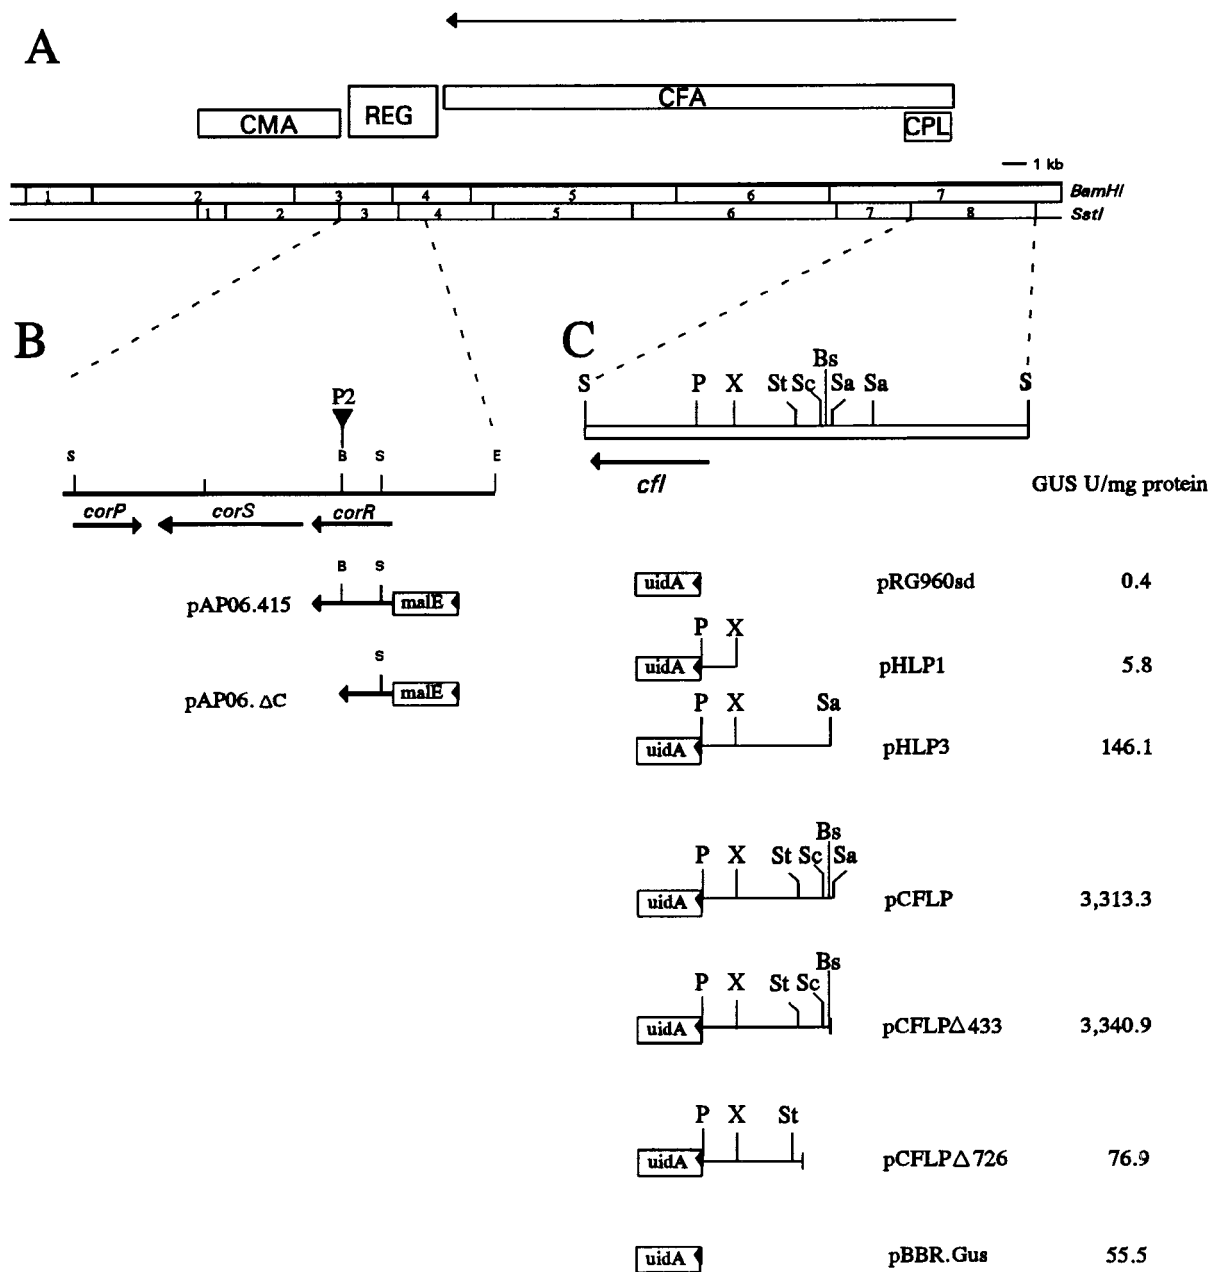 A
CMA
REG
CFA
CPL
1 kb
1 2 3 4 5 6 7 BamHI
1 2 3 4 5 6 7 8 SstI
B
P2
S B S E
corP corS corR
B S
pAP06.415 malE
S
pAP06.ΔC malE
C
Bs
S P X St Sc Sa Sa S
cfl
GUS U/mg protein
uidA pRG960sd 0.4
P X
uidA pHLP1 5.8
P X Sa
uidA pHLP3 146.1
Bs
P X St Sc Sa
uidA pCFLP 3,313.3
Bs
P X St Sc
uidA pCFLPΔ433 3,340.9
P X St
uidA pCFLPΔ726 76.9
uidA pBBR.Gus 55.5